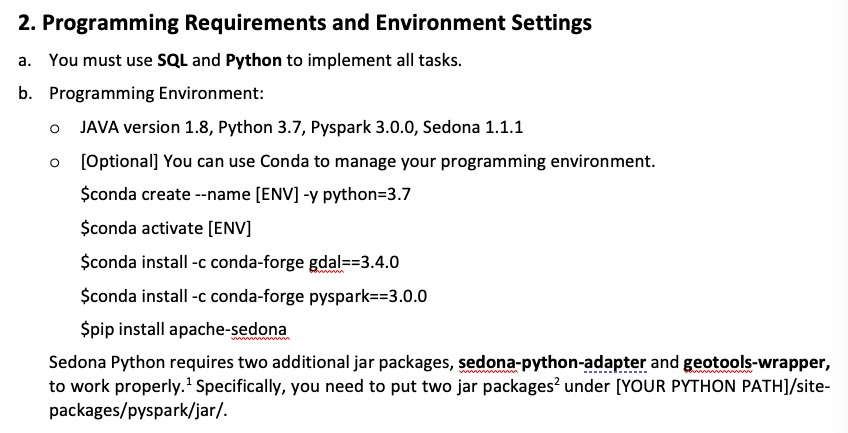 2. Programming Requirements and Environment Settings
a. You must use SQL and Python to implement all tasks.
b. Programming Environment:
o JAVA version 1.8, Python 3.7, Pyspark 3.0.0, Sedona 1.1.1
o [Optional] You can use Conda to manage your programming environment.
$conda create --name [ENV] -y python=3.7
$conda activate [ENV]
$conda install -c conda-forge gdal==3.4.0
$conda install -c conda-forge pyspark==3.0.0
$pip install apache-sedona
Sedona Python requires two additional jar packages, sedona-python-adapter and geotools-wrapper,
to work properly.¹ Specifically, you need to put two jar packages² under [YOUR PYTHON PATH]/site-
packages/pyspark/jar/.